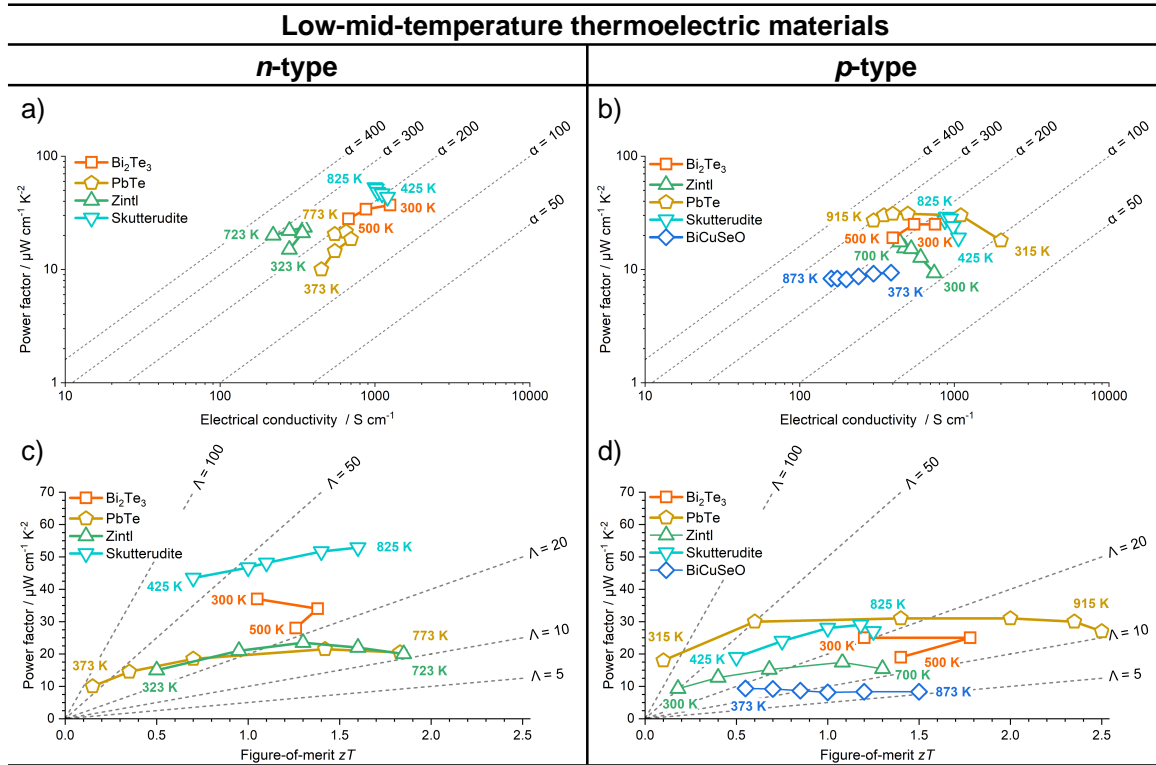 Low-mid-temperature thermoelectric materials
n-type
p-type
a)
α = 400
α = 300
α = 200
α = 100
α = 50
Bi₂Te₃
PbTe
Zintl
Skutterudite
825 K
425 K
773 K
300 K
723 K
500 K
323 K
373 K
100
10
1
10
100
1000
10000
Power factor / µW cm⁻¹ K⁻²
Electrical conductivity / S cm⁻¹
b)
α = 400
α = 300
α = 200
α = 100
α = 50
Bi₂Te₃
Zintl
PbTe
Skutterudite
BiCuSeO
825 K
915 K
500 K
300 K
315 K
700 K
425 K
873 K
373 K
300 K
100
10
1
10
100
1000
10000
Power factor / µW cm⁻¹ K⁻²
Electrical conductivity / S cm⁻¹
c)
Λ = 100
Λ = 50
Λ = 20
Λ = 10
Λ = 5
Bi₂Te₃
PbTe
Zintl
Skutterudite
825 K
425 K
300 K
500 K
773 K
373 K
323 K
723 K
70
60
50
40
30
20
10
0
0.0
0.5
1.0
1.5
2.0
2.5
Power factor / µW cm⁻¹ K⁻²
Figure-of-merit zT
d)
Λ = 100
Λ = 50
Λ = 20
Λ = 10
Λ = 5
Bi₂Te₃
PbTe
Zintl
Skutterudite
BiCuSeO
825 K
915 K
315 K
300 K
425 K
500 K
700 K
300 K
373 K
873 K
70
60
50
40
30
20
10
0
0.0
0.5
1.0
1.5
2.0
2.5
Power factor / µW cm⁻¹ K⁻²
Figure-of-merit zT